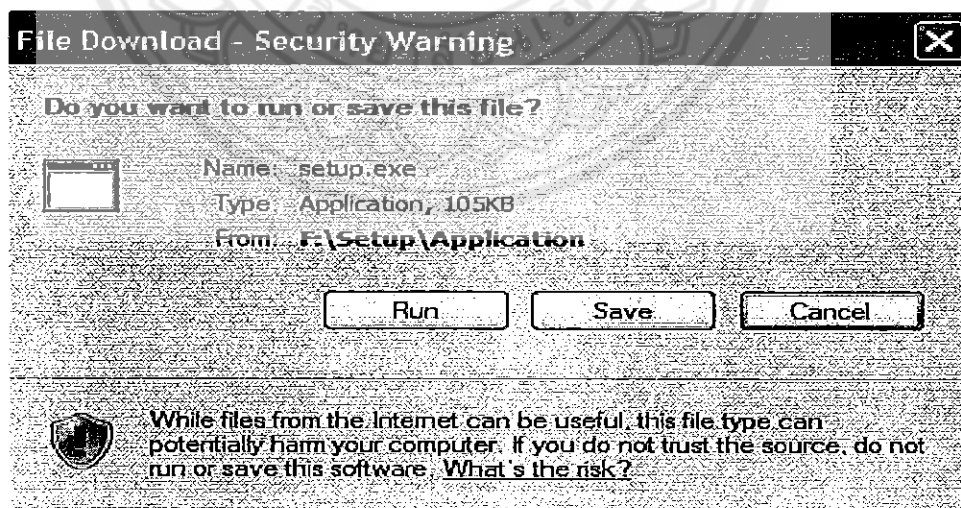 File Download - Security Warning
Do you want to run or save this file?
Name: setup.exe
Type: Application, 105KB
From: F:\Setup\Application
Run Save Cancel
While files from the Internet can be useful, this file type can
potentially harm your computer. If you do not trust the source, do not
run or save this software. What's the risk?